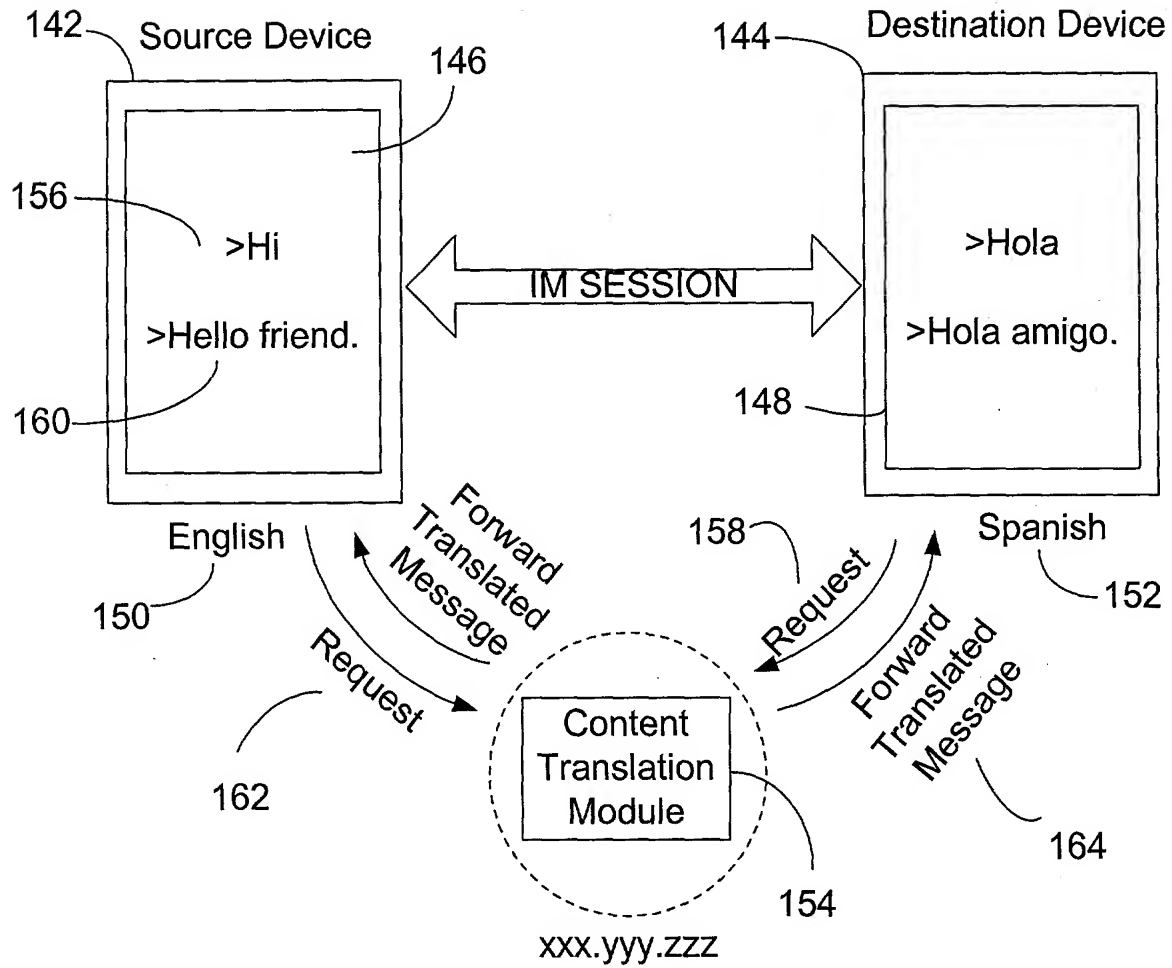 142
Source Device
146
156
>Hi
>Hello friend.
160
English
150
IM SESSION
144
Destination Device
>Hola
>Hola amigo.
148
Spanish
152
158
Request
Forward
Translated
Message
164
Forward
Translated
Message
Request
162
Content
Translation
Module
154
xxx.yyy.zzz